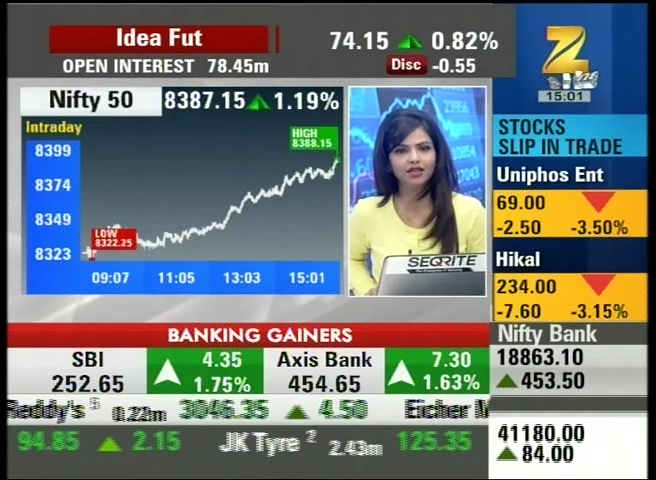 Idea Fut
74.15 0.82%
OPEN INTEREST 78.45m
Disc -0.55
Z
15:01
Nifty 50 8387.15 1.19%
Intraday
HIGH
8388.15
8399
8374
8349
8323
LOW
8322.25
09:07 11:05 13:03 15:01
SEQRITE
STOCKS
SLIP IN TRADE
Uniphos Ent
69.00
-2.50 -3.50%
Hikal
234.00
-7.60 -3.15%
BANKING GAINERS
SBI 4.35 Axis Bank 7.30
252.65 1.75% 454.65 1.63%
Nifty Bank
18863.10
453.50
Reddy's 5 0.22m 3046.35 4.50 Eicher M
94.85 2.15 JK Tyre 2 2.43m 125.35
41180.00
84.00